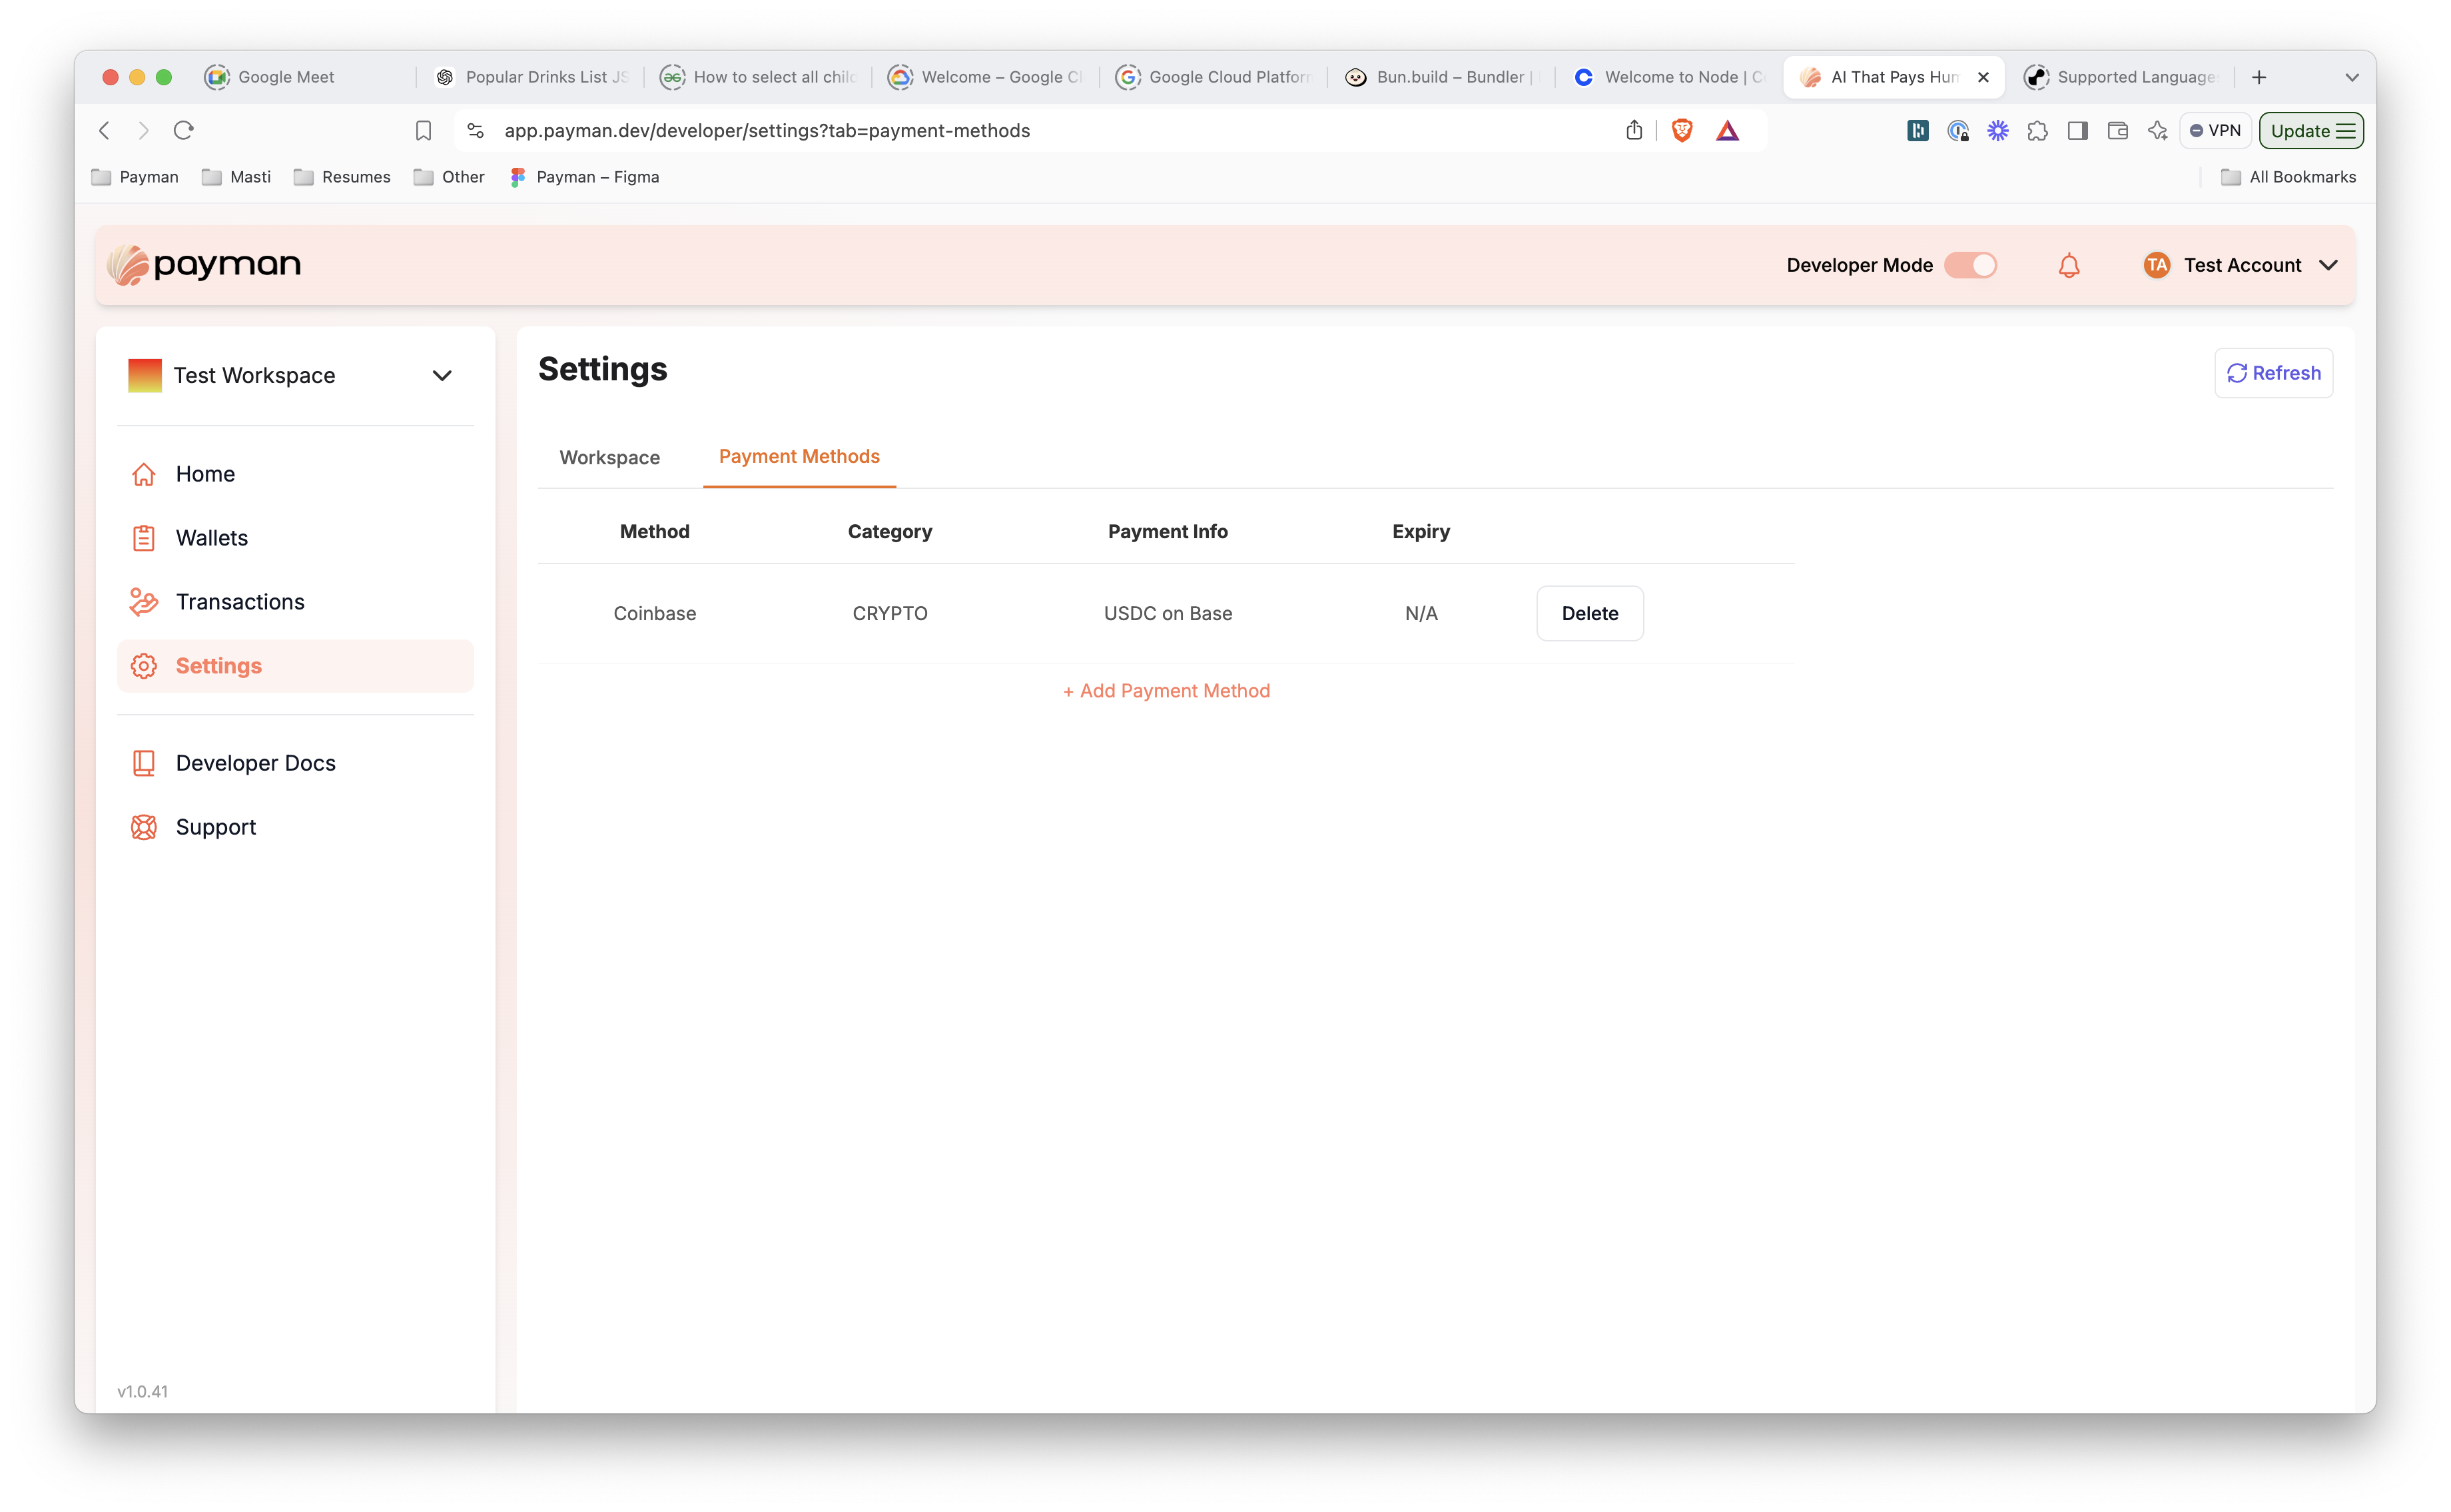 Google Meet
Popular Drinks List JS
How to select all chil
Welcome – Google Cl
Google Cloud Platform
Bun.build – Bundler |
Welcome to Node | C
AI That Pays Hum
Supported Language
app.payman.dev/developer/settings?tab=payment-methods
VPN
Update
Payman
Masti
Resumes
Other
Payman – Figma
All Bookmarks
payman
Developer Mode
TA
Test Account
Test Workspace
Home
Wallets
Transactions
Settings
Developer Docs
Support
v1.0.41
Settings
Refresh
Workspace
Payment Methods
Method Category Payment Info Expiry
Coinbase CRYPTO USDC on Base N/A Delete
+ Add Payment Method